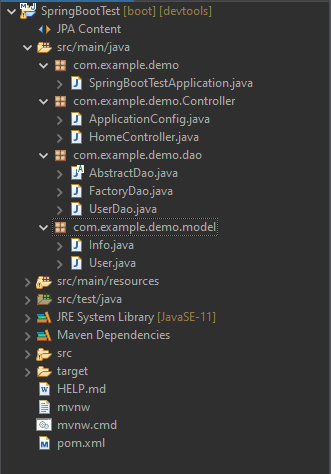 SpringBootTest [boot] [devtools]
JPA Content
src/main/java
com.example.demo
SpringBootTestApplication.java
com.example.demo.Controller
ApplicationConfig.java
HomeController.java
com.example.demo.dao
AbstractDao.java
FactoryDao.java
UserDao.java
com.example.demo.model
Info.java
User.java
src/main/resources
src/test/java
JRE System Library [JavaSE-11]
Maven Dependencies
src
target
HELP.md
mvnw
mvnw.cmd
pom.xml